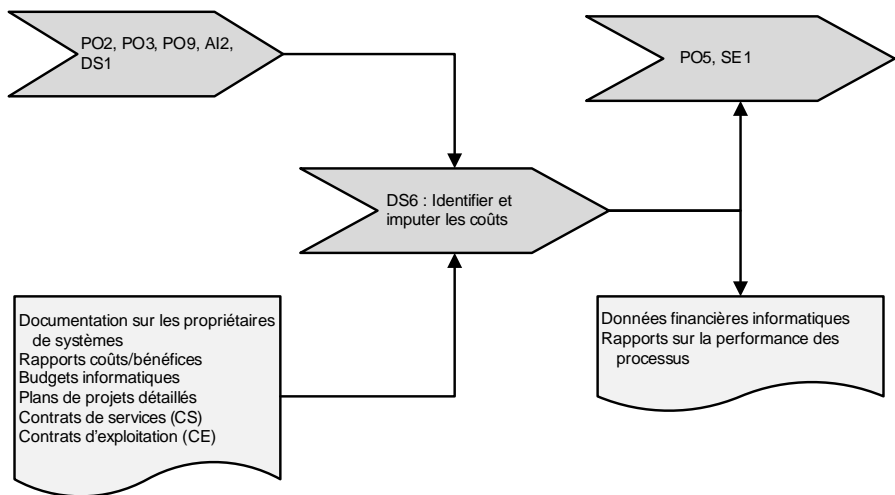 PO2, PO3, PO9, AI2,
DS1
PO5, SE1
DS6 : Identifier et
imputer les coûts
Documentation sur les propriétaires
de systèmes
Rapports coûts/bénéfices
Budgets informatiques
Plans de projets détaillés
Contrats de services (CS)
Contrats d'exploitation (CE)
Données financières informatiques
Rapports sur la performance des
processus